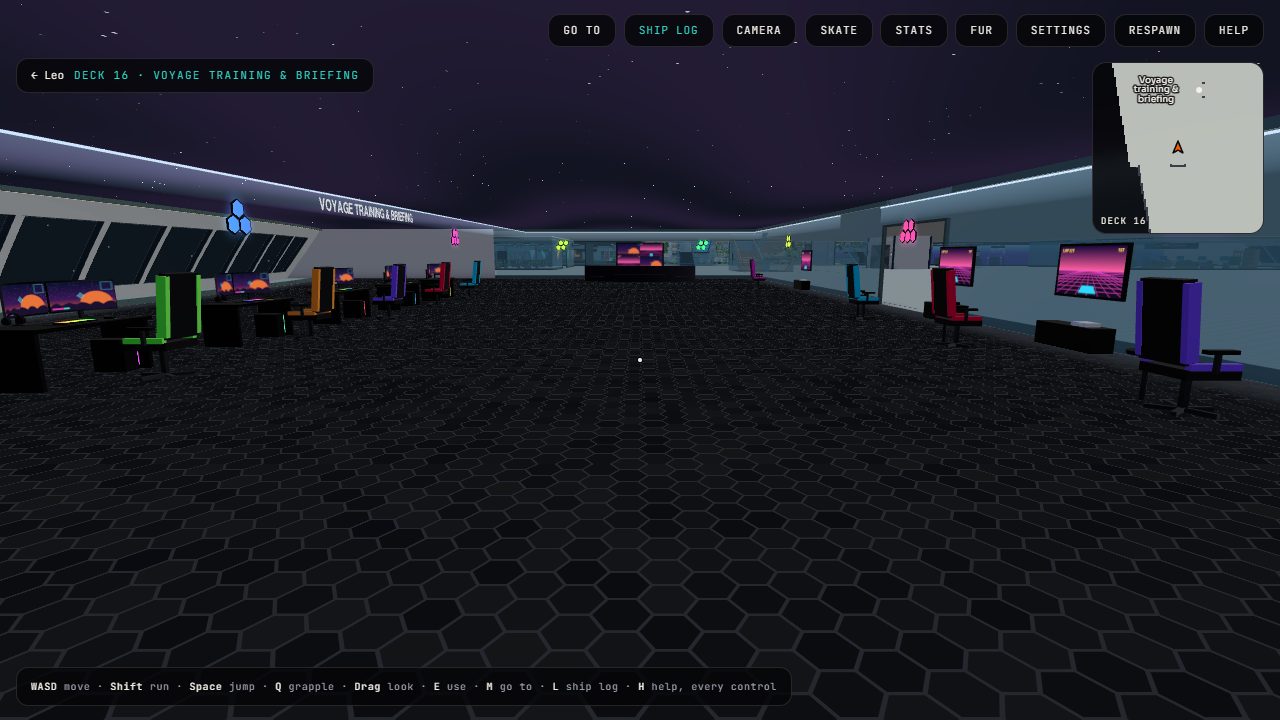 GO TO
SHIP LOG
CAMERA
SKATE
STATS
FUR
SETTINGS
RESPAWN
HELP
← Leo DECK 16 · VOYAGE TRAINING & BRIEFING
Voyage
training &
briefing
DECK 16
VOYAGE TRAINING & BRIEFING
WASD move · Shift run · Space jump · Q grapple · Drag look · E use · M go to · L ship log · H help, every control